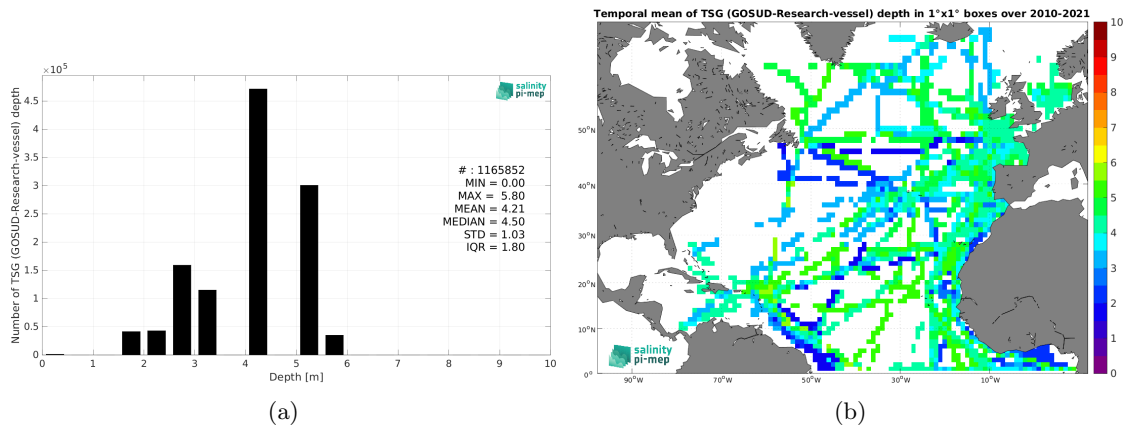 ×10⁵
4.5
4
3.5
3
2.5
2
1.5
1
0.5
0
Number of TSG (GOSUD-Research-vessel) depth
0 1 2 3 4 5 6 7 8 9 10
Depth [m]
salinity
pi-mep
# : 1165852
MIN = 0.00
MAX = 5.80
MEAN = 4.21
MEDIAN = 4.50
STD = 1.03
IQR = 1.80
(a)
Temporal mean of TSG (GOSUD-Research-vessel) depth in 1°x1° boxes over 2010-2021
50°N
40°N
30°N
20°N
10°N
0°
90°W 70°W 50°W 30°W 10°W
salinity
pi-mep
10
9
8
7
6
5
4
3
2
1
0
(b)